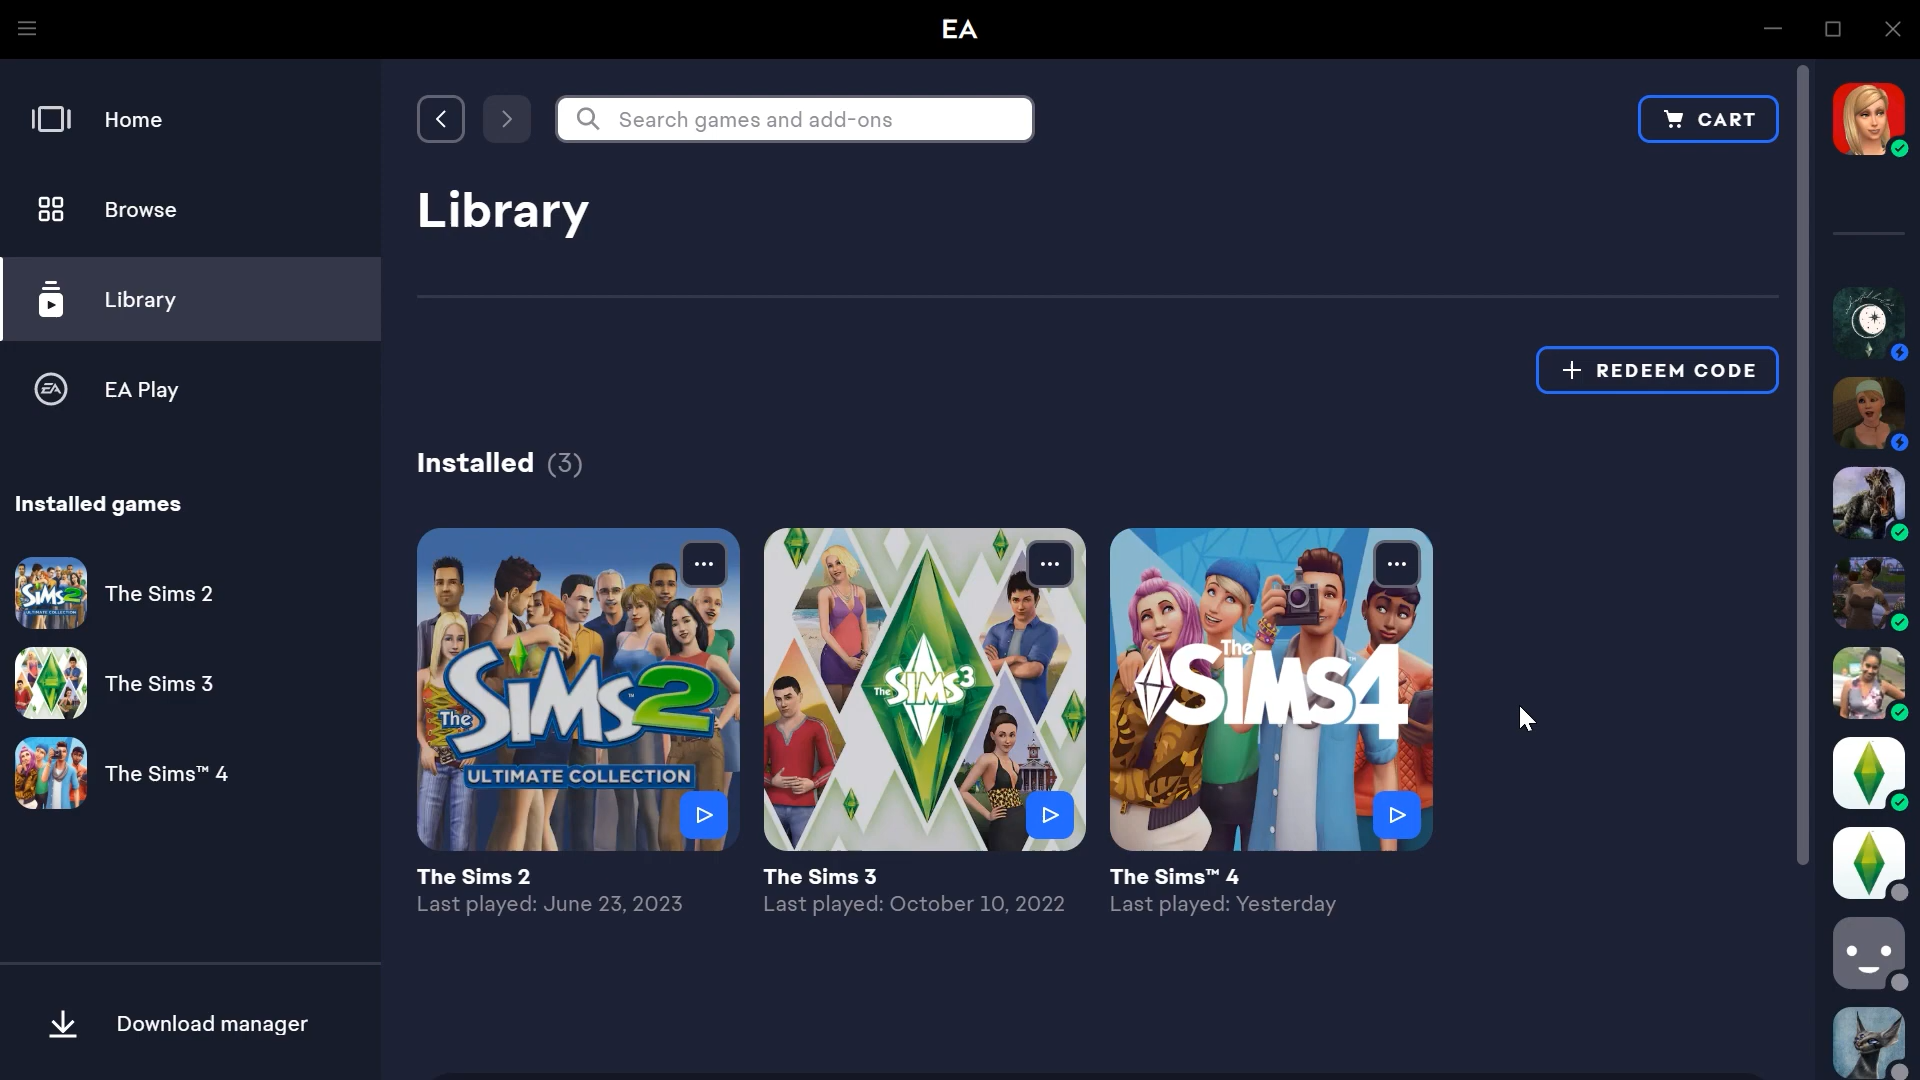 EA
Home
Browse
Library
EA Play
Installed games
The Sims 2
The Sims 3
The Sims™ 4
Download manager
Search games and add-ons
CART
Library
REDEEM CODE
Installed (3)
The Sims™ 2
ULTIMATE COLLECTION
The Sims 3
The Sims™ 4
The Sims 2
Last played: June 23, 2023
The Sims 3
Last played: October 10, 2022
The Sims™ 4
Last played: Yesterday